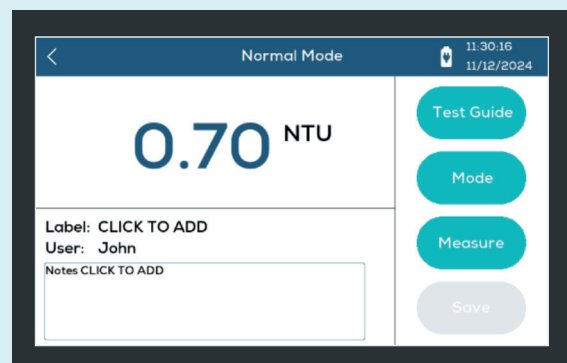 Normal Mode
11:30:16
11/12/2024
0.70 NTU
Label: CLICK TO ADD
User: John
Notes CLICK TO ADD
Test Guide
Mode
Measure
Save